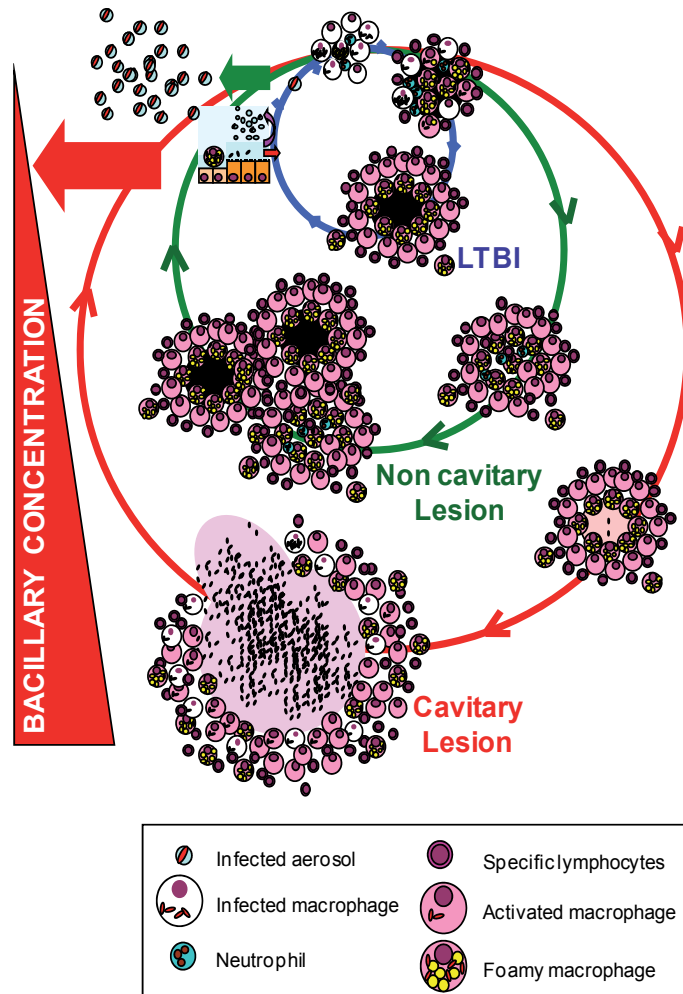 BACILLARY CONCENTRATION
LTBI
Non cavitary
Lesion
Cavitary
Lesion
Infected aerosol
Specific lymphocytes
Infected macrophage
Activated macrophage
Neutrophil
Foamy macrophage